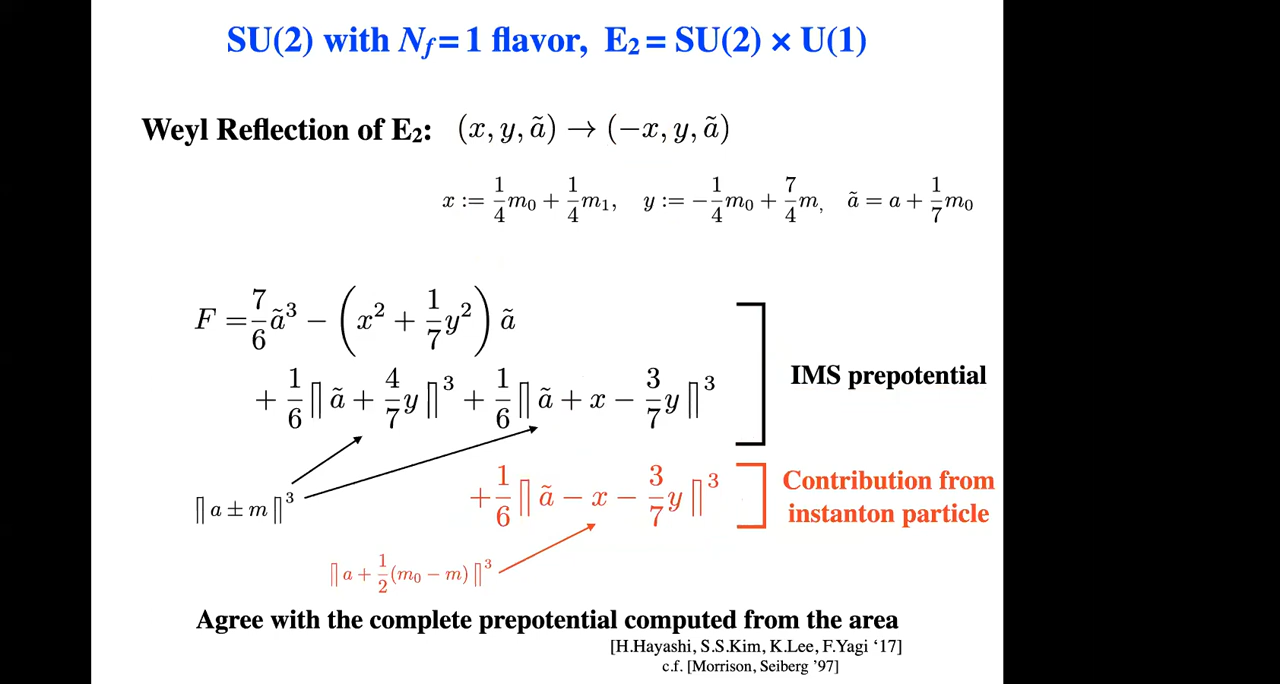 SU(2) with N_f = 1 flavor, E₂ = SU(2) × U(1)
Weyl Reflection of E₂: (x, y, ã) → (−x, y, ã)
x := 1/4 m₀ + 1/4 m₁, y := −1/4 m₀ + 7/4 m, ã = a + 1/7 m₀
F = 7/6 ã³ − (x² + 1/7 y²) ã
+ 1/6 ⟦ ã + 4/7 y ⟧³ + 1/6 ⟦ ã + x − 3/7 y ⟧³
IMS prepotential
⟦ a ± m ⟧³
+ 1/6 ⟦ ã − x − 3/7 y ⟧³
Contribution from
instanton particle
⟦ a + 1/2 (m₀ − m) ⟧³
Agree with the complete prepotential computed from the area
[H.Hayashi, S.S.Kim, K.Lee, F.Yagi ‘17]
c.f. [Morrison, Seiberg ’97]